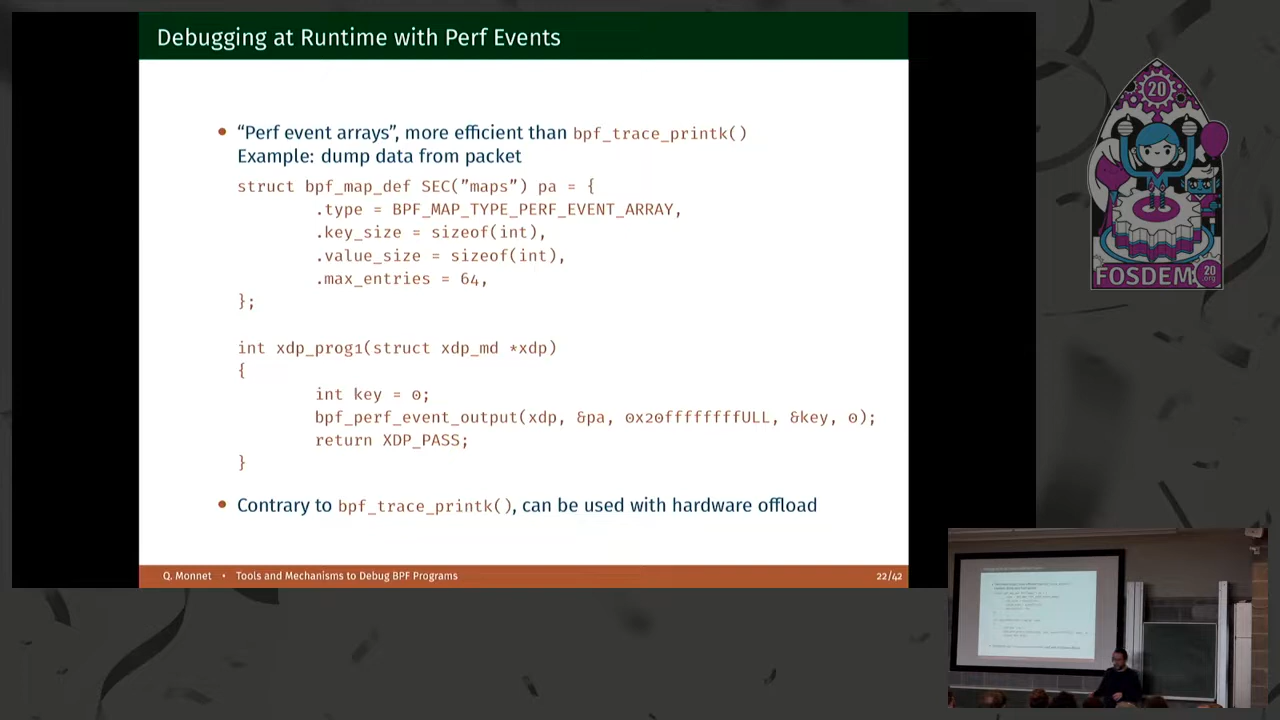 Debugging at Runtime with Perf Events
• “Perf event arrays”, more efficient than bpf_trace_printk()
Example: dump data from packet
struct bpf_map_def SEC(”maps”) pa = {
.type = BPF_MAP_TYPE_PERF_EVENT_ARRAY,
.key_size = sizeof(int),
.value_size = sizeof(int),
.max_entries = 64,
};
int xdp_prog1(struct xdp_md *xdp)
{
int key = 0;
bpf_perf_event_output(xdp, &pa, 0x20ffffffffULL, &key, 0);
return XDP_PASS;
}
• Contrary to bpf_trace_printk(), can be used with hardware offload
Q. Monnet • Tools and Mechanisms to Debug BPF Programs
22/42
20
FOSDEM
20
.org